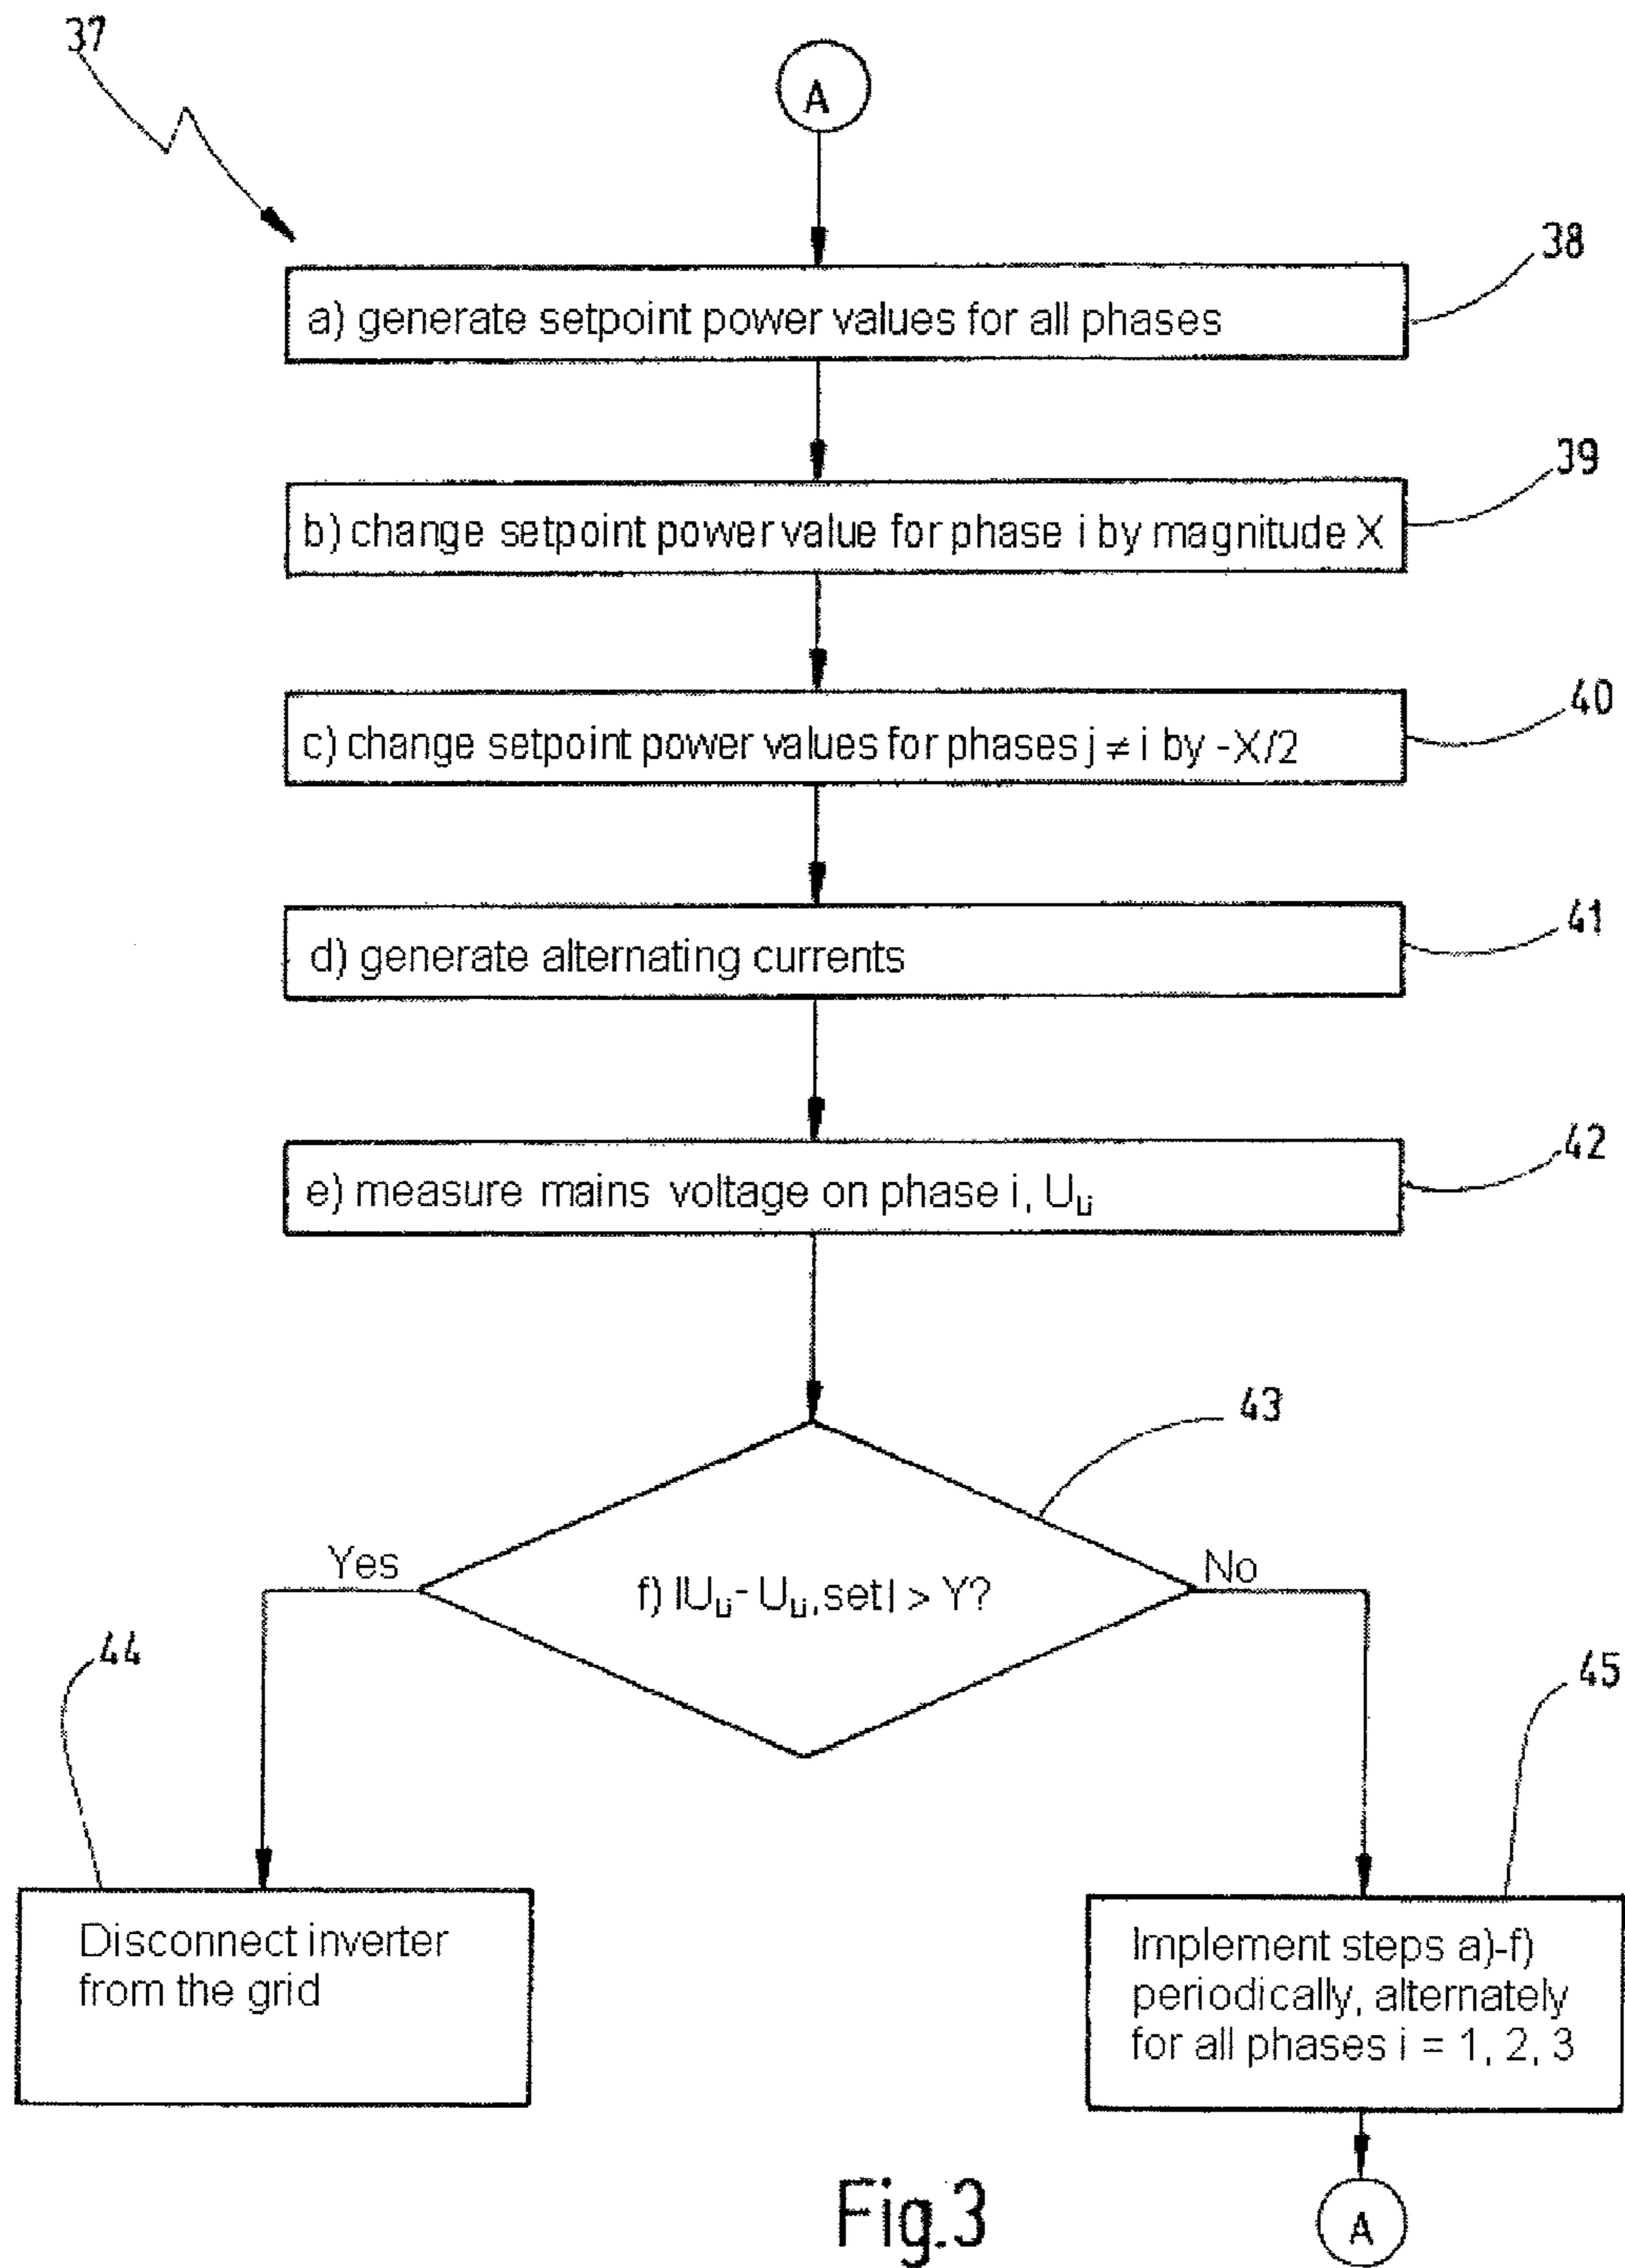 37
A
38
a) generate setpoint power values for all phases
39
b) change setpoint power value for phase i by magnitude X
40
c) change setpoint power values for phases j ≠ i by -X/2
41
d) generate alternating currents
42
e) measure mains voltage on phase i, U_Li
43
Yes
No
f) |U_Li - U_Li,set| > Y?
44
45
Disconnect inverter
from the grid
Implement steps a)-f)
periodically, alternately
for all phases i = 1, 2, 3
Fig.3
A